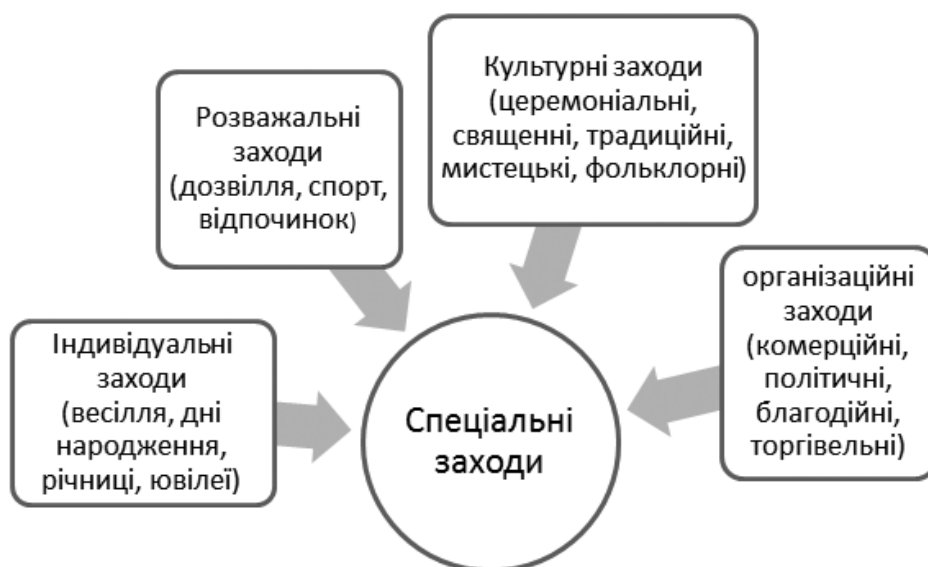 Культурні заходи
(церемоніальні,
священні, традиційні,
мистецькі, фольклорні)
Розважальні
заходи
(дозвілля, спорт,
відпочинок)
організаційні
заходи
(комерційні,
політичні,
благодійні,
торгівельні)
Індивідуальні
заходи
(весілля, дні
народження,
річниці, ювілеї)
Спеціальні
заходи